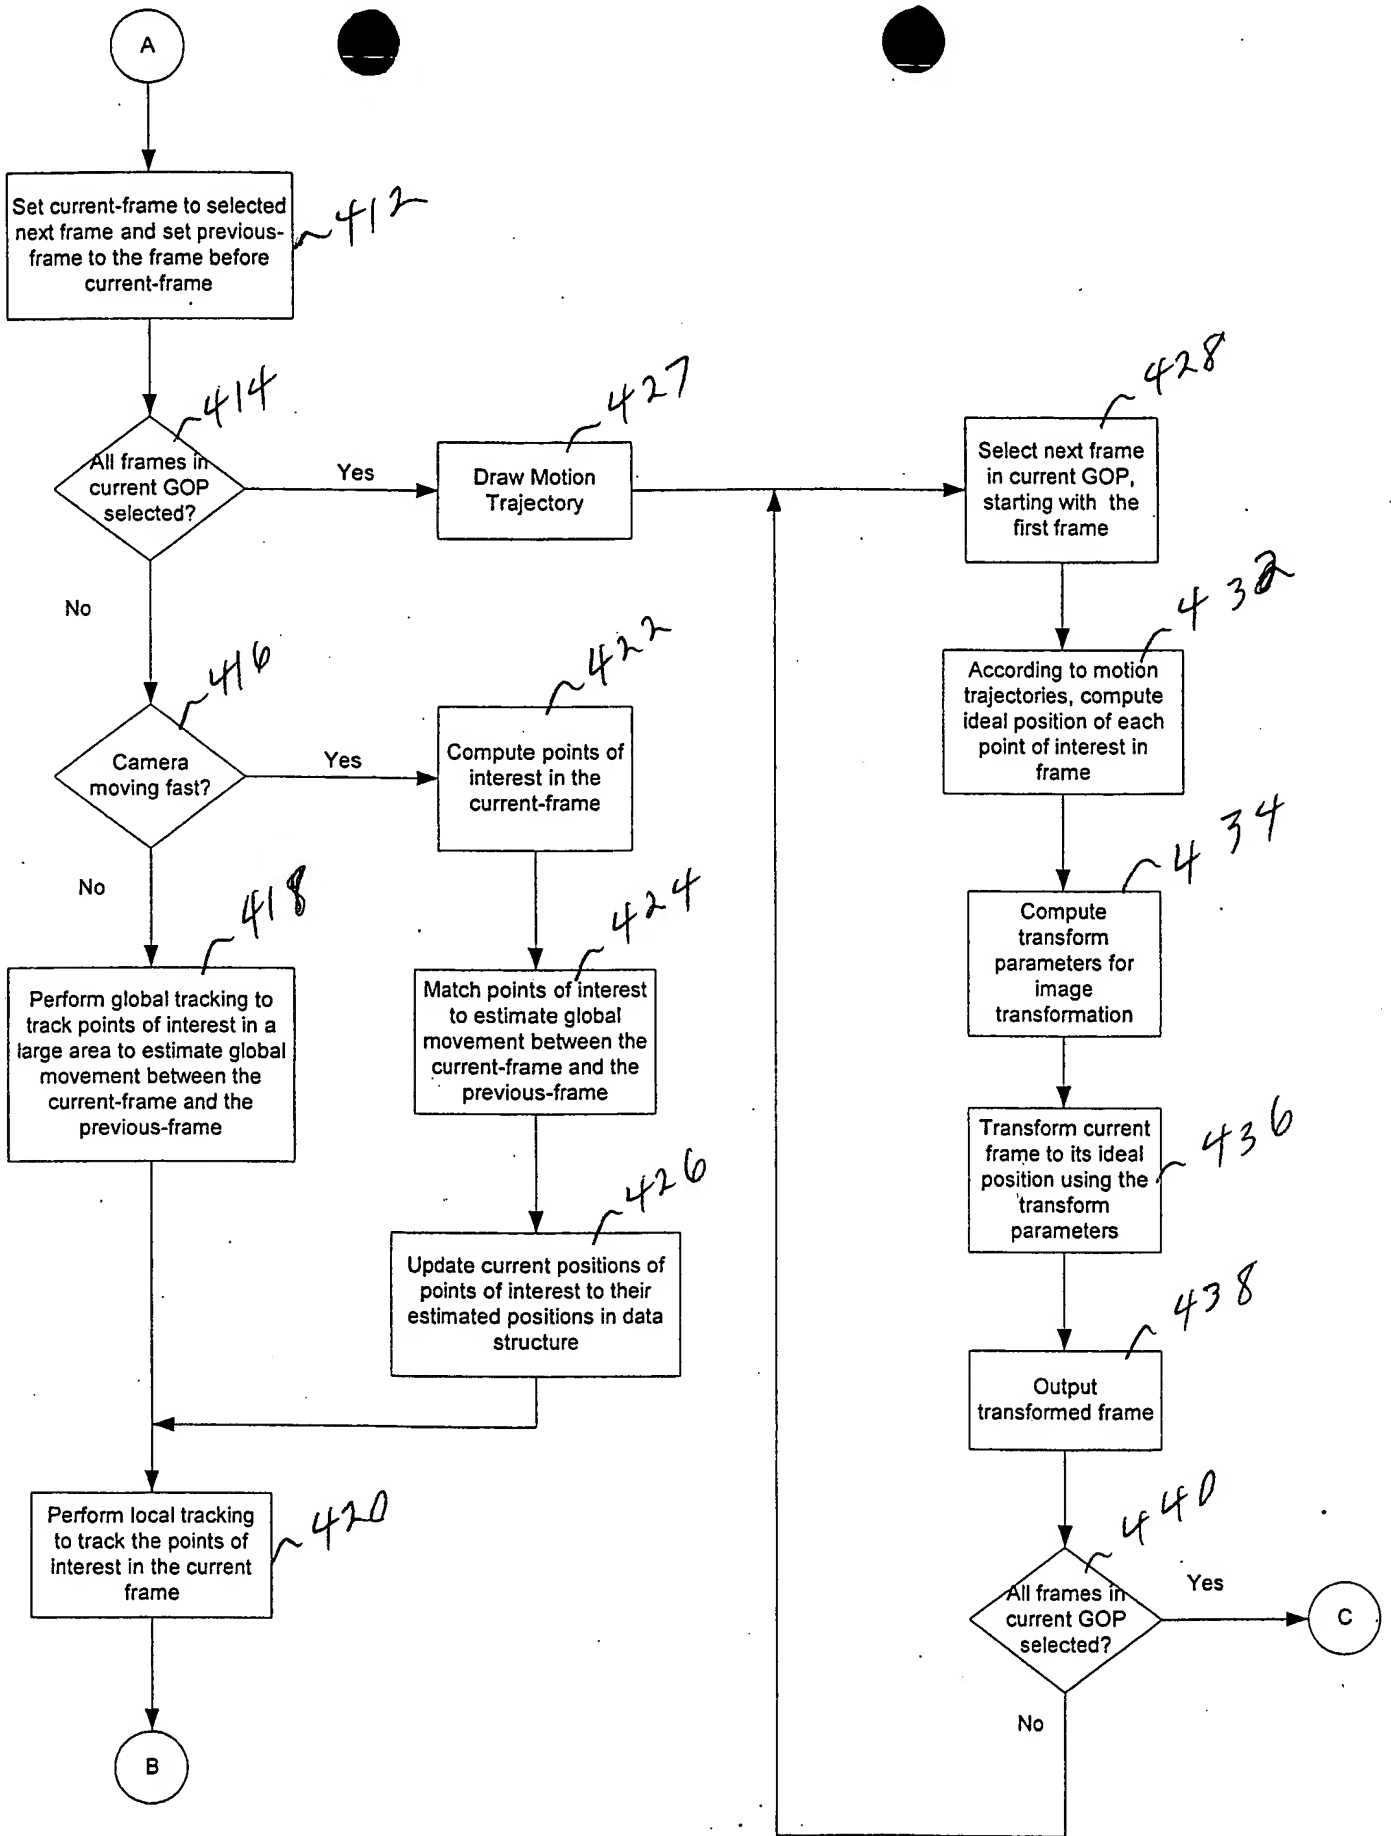 A
Set current-frame to selected
next frame and set previous-
frame to the frame before
current-frame
412
414
All frames in
current GOP
selected?
Yes
No
427
Draw Motion
Trajectory
416
Camera
moving fast?
Yes
No
422
Compute points of
interest in the
current-frame
424
Match points of interest
to estimate global
movement between the
current-frame and the
previous-frame
426
Update current positions of
points of interest to their
estimated positions in data
structure
418
Perform global tracking to
track points of interest in a
large area to estimate global
movement between the
current-frame and the
previous-frame
Perform local tracking
to track the points of
interest in the current
frame
420
B
428
Select next frame
in current GOP,
starting with the
first frame
432
According to motion
trajectories, compute
ideal position of each
point of interest in
frame
434
Compute
transform
parameters for
image
transformation
Transform current
frame to its ideal
position using the
transform
parameters
436
438
Output
transformed frame
440
All frames in
current GOP
selected?
Yes
C
No